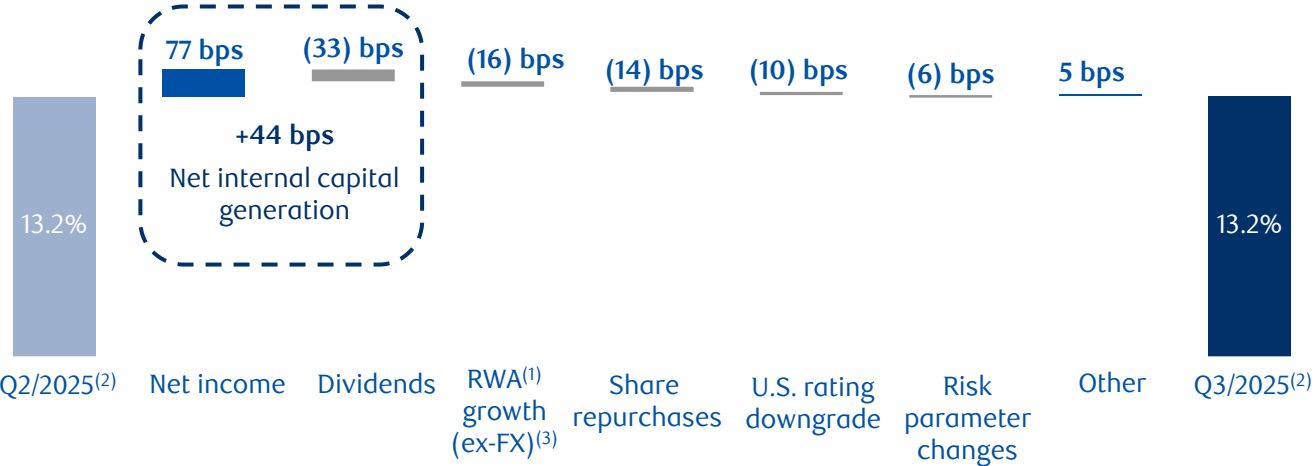 77 bps
(33) bps
(16) bps
(14) bps
(10) bps
(6) bps
5 bps
+44 bps
Net internal capital
generation
13.2%
13.2%
Q2/2025(2)
Net income
Dividends
RWA(1)
growth
(ex-FX)(3)
Share
repurchases
U.S. rating
downgrade
Risk
parameter
changes
Other
Q3/2025(2)